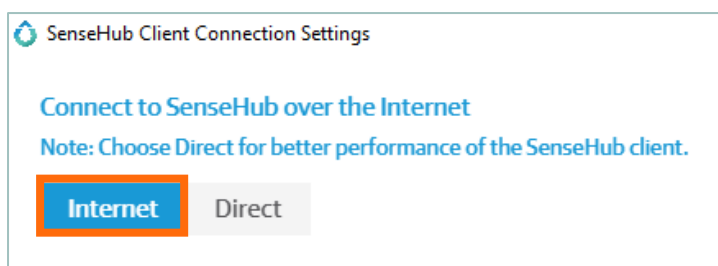 SenseHub Client Connection Settings
Connect to SenseHub over the Internet
Note: Choose Direct for better performance of the SenseHub client.
Internet Direct